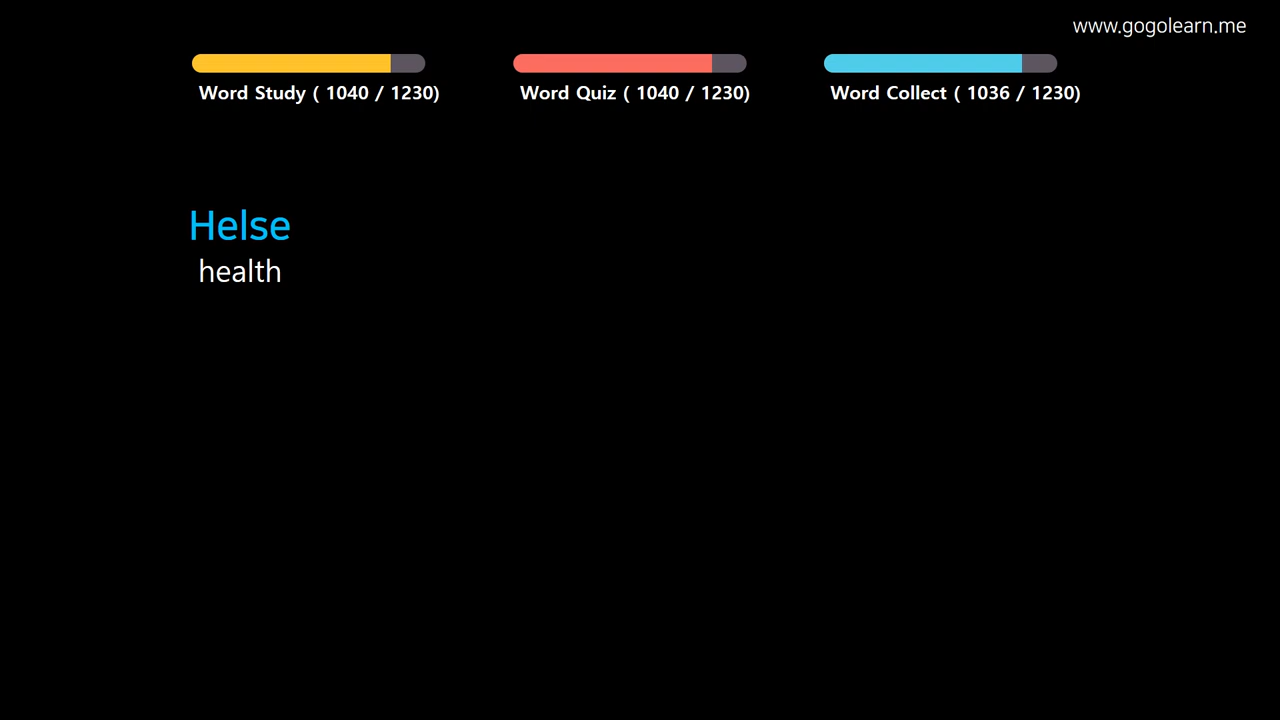 www.gogolearn.me
Word Study ( 1040 / 1230)
Word Quiz ( 1040 / 1230)
Word Collect ( 1036 / 1230)
Helse
health